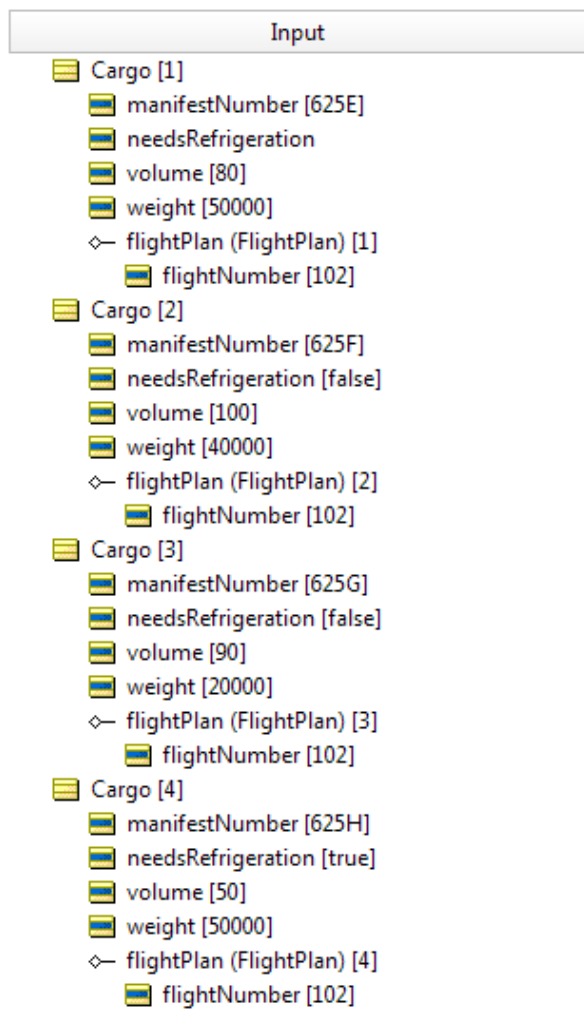 Input
Cargo [1]
manifestNumber [625E]
needsRefrigeration
volume [80]
weight [50000]
flightPlan (FlightPlan) [1]
flightNumber [102]
Cargo [2]
manifestNumber [625F]
needsRefrigeration [false]
volume [100]
weight [40000]
flightPlan (FlightPlan) [2]
flightNumber [102]
Cargo [3]
manifestNumber [625G]
needsRefrigeration [false]
volume [90]
weight [20000]
flightPlan (FlightPlan) [3]
flightNumber [102]
Cargo [4]
manifestNumber [625H]
needsRefrigeration [true]
volume [50]
weight [50000]
flightPlan (FlightPlan) [4]
flightNumber [102]